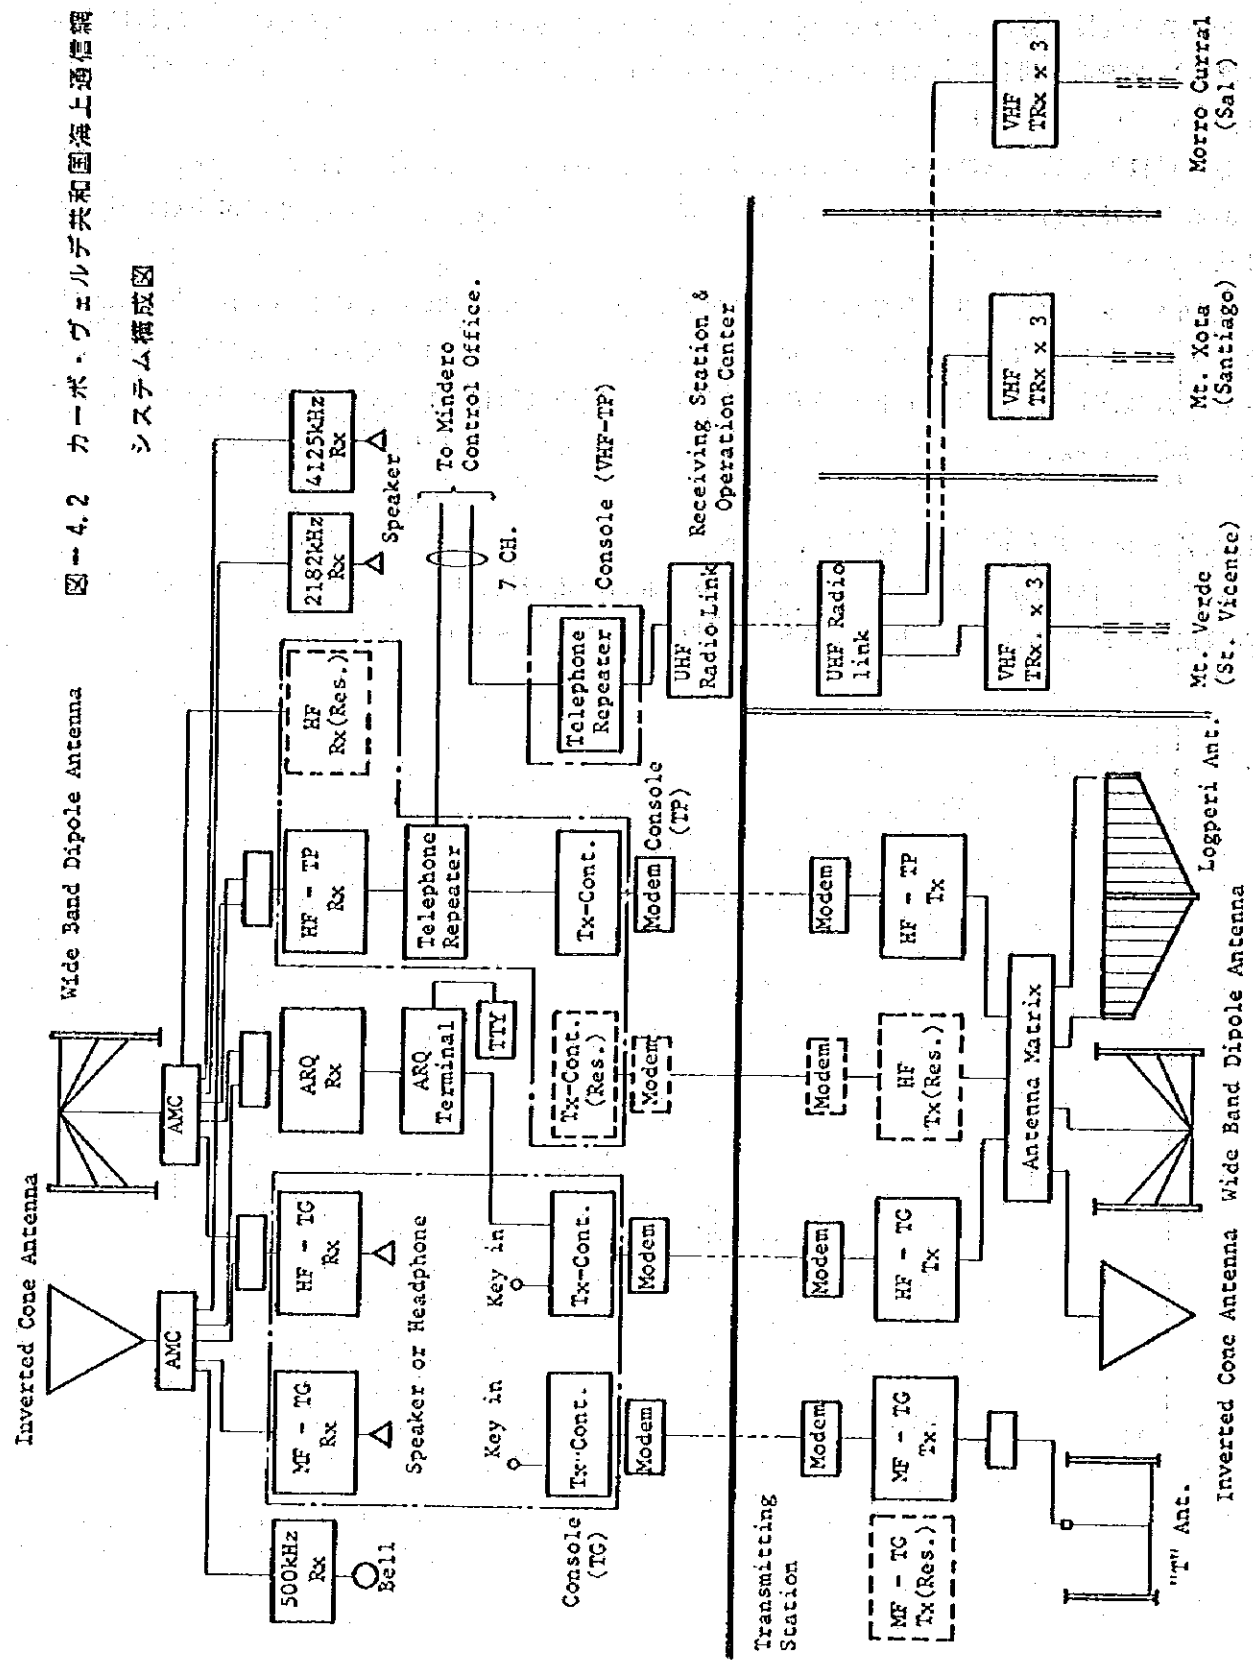 図－4.2 カーボ・ヴェルデ共和国海上通信網
システム構成図
Inverted Cone Antenna
Wide Band Dipole Antenna
AMC
AMC
500kHz
Rx
Bell
MF - TG
Rx
HF - TG
Rx
Speaker or Headphone
ARQ
Rx
HF - TP
Rx
HF
Rx(Res.)
2182kHz
Rx
4125kHz
Rx
Speaker
ARQ
Terminal
TTY
Telephone
Repeater
To Mindero
Control Office.
7 CH.
Key in
Key in
Console
(TG)
Tx-Cont.
Tx-Cont.
Tx-Cont.
(Res.)
Tx-Cont.
Telephone
Repeater
Console (VHF-TP)
Modem
Modem
Modem
Modem
Console
(TP)
UHF
Radio Link
Receiving Station &
Operation Center
Transmitting
Station
Modem
Modem
Modem
Modem
UHF Radio
link
MF - TG
Tx(Res.)
MF - TG
Tx.
HF - TG
Tx
HF
Tx(Res.)
HF - TP
Tx
VHF
TRx. x 3
VHF
TRx x 3
VHF
TRx x 3
Antenna Matrix
"T" Ant.
Inverted Cone Antenna
Wide Band Dipole Antenna
Logperi Ant.
Mt. Verde
(St. Vicente)
Mt. Xota
(Santiago)
Morro Curral
(Sal)